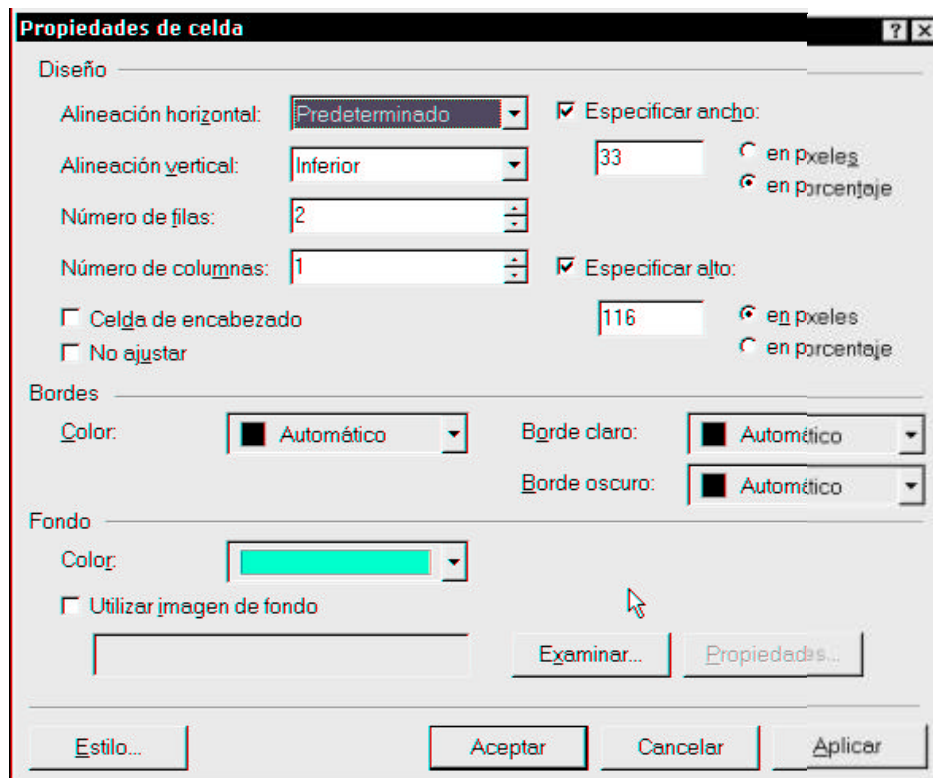 Propiedades de celda
Diseño
Alineación horizontal: Predeterminado
Especificar ancho:
Alineación vertical: Inferior
33
en pxeles
en porcentaje
Número de filas: 2
Número de columnas: 1
Especificar alto:
Celda de encabezado
116
en pxeles
No ajustar
en porcentaje
Bordes
Color: Automático
Borde claro: Automático
Borde oscuro: Automático
Fondo
Color:
Utilizar imagen de fondo
Examinar...
Propiedades...
Estilo...
Aceptar
Cancelar
Aplicar